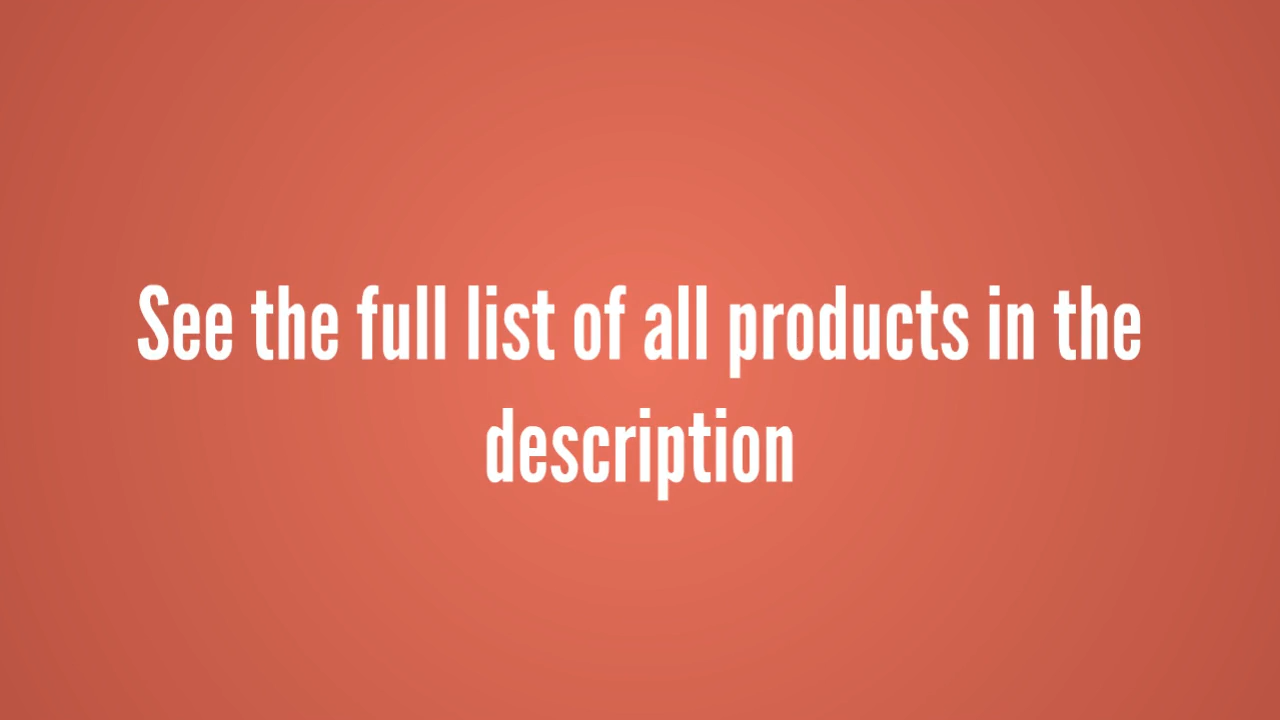 See the full list of all products in the
description